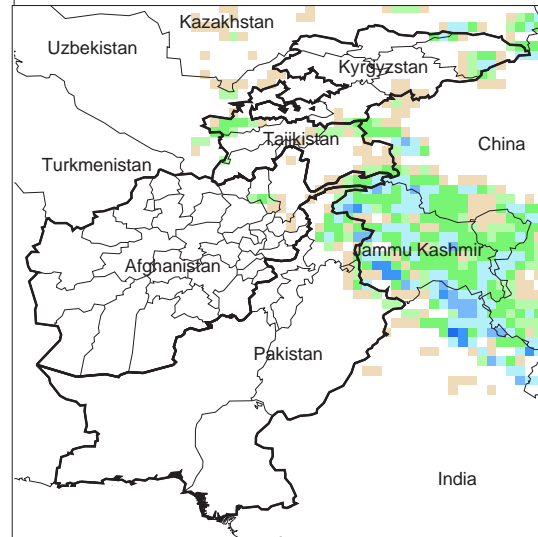 Kazakhstan
Uzbekistan
Kyrgyzstan
Tajikistan
China
Turkmenistan
Jammu Kashmir
Afghanistan
Pakistan
India